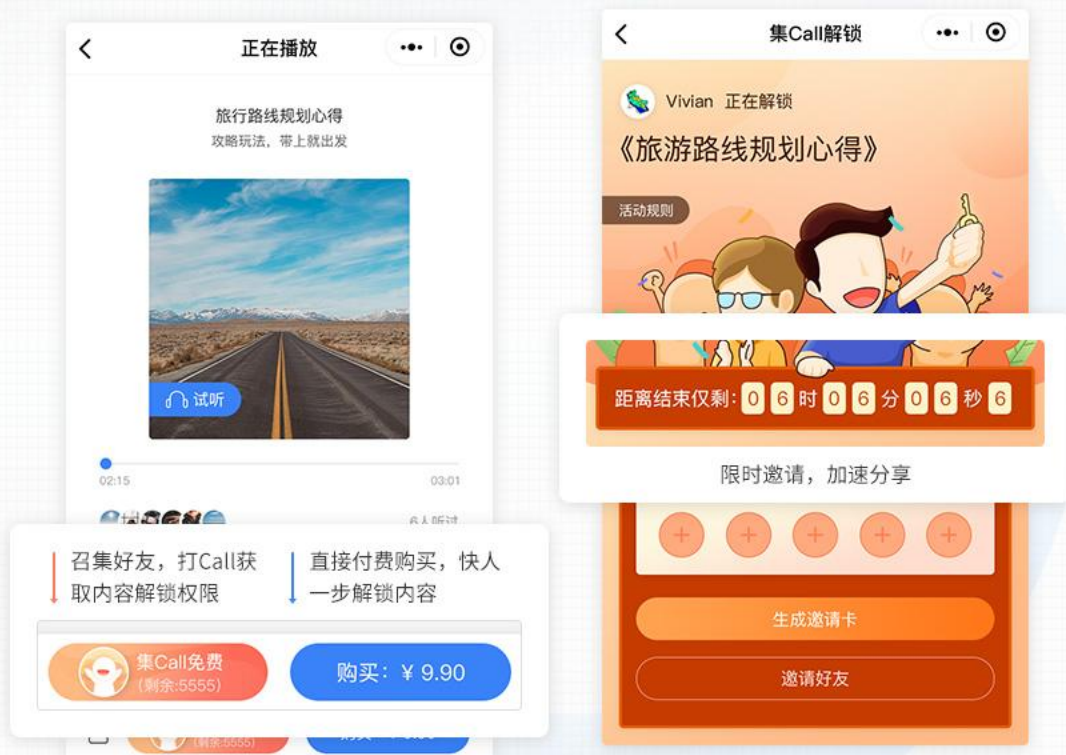 正在播放
旅行路线规划心得
攻略玩法，带上就出发
试听
02:15
03:01
6人听过
召集好友，打Call获
取内容解锁权限
直接付费购买，快人
一步解锁内容
集Call免费
(剩余:5555)
购买：¥ 9.90
(剩余:5555)
集Call解锁
Vivian 正在解锁
《旅游路线规划心得》
活动规则
距离结束仅剩：06时06分06秒6
限时邀请，加速分享
生成邀请卡
邀请好友